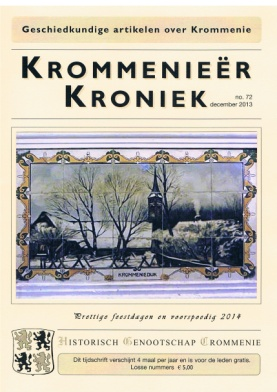 Geschiedkundige artikelen over Krommenie
KROMMENIEËR
KRONIEK
no. 72
december 2013
KROMMENIEDIJK
Prettige feestdagen en voorspoedig 2014
HISTORISCH GENOOTSCHAP CROMMENIE
Dit tijdschrift verschijnt 4 maal per jaar en is voor de leden gratis.
Losse nummers € 5,00